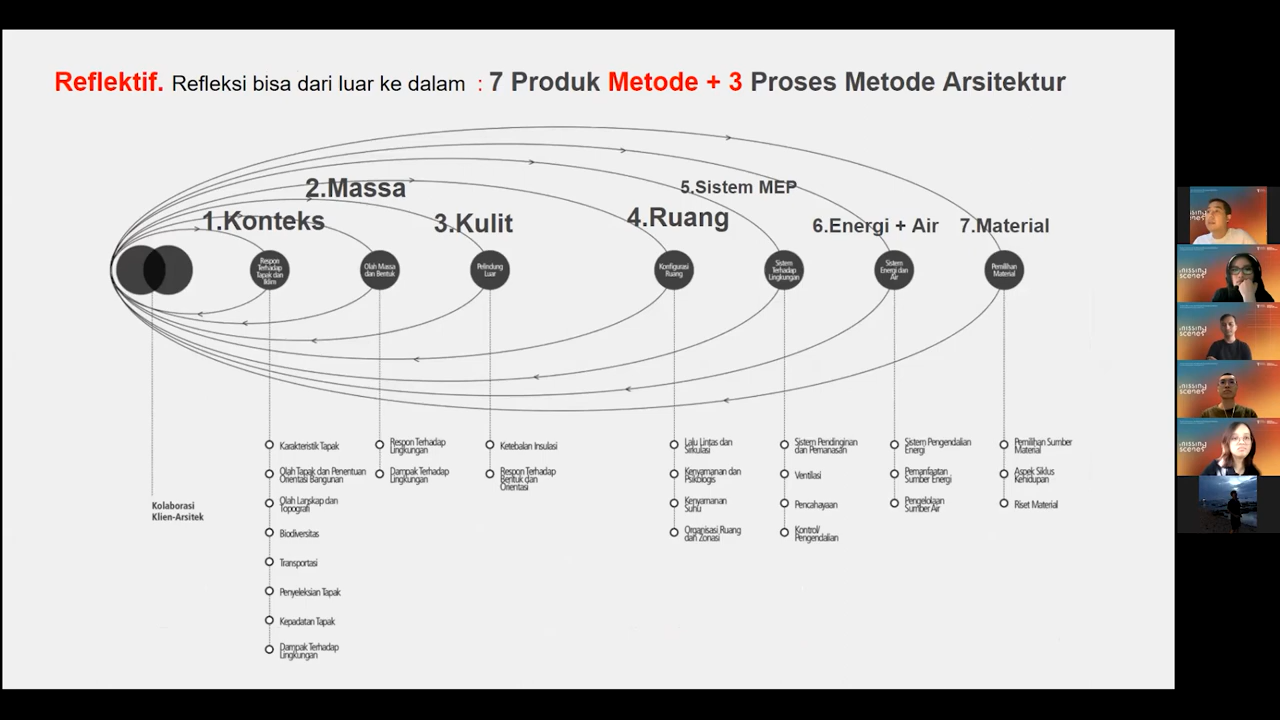 Reflektif. Refleksi bisa dari luar ke dalam : 7 Produk Metode + 3 Proses Metode Arsitektur
1.Konteks
2.Massa
3.Kulit
4.Ruang
5.Sistem MEP
6.Energi + Air
7.Material
Respon
Terhadap
Tapak dan
Iklim
Olah Massa
dan Bentuk
Pelindung
Luar
Konfigurasi
Ruang
Sistem
Terhadap
Lingkungan
Sistem
Energi dan
Air
Pemilihan
Material
Kolaborasi
Klien-Arsitek
Karakteristik Tapak
Olah Tapak dan Penentuan
Orientasi Bangunan
Olah Lanskap dan
Topografi
Biodiversitas
Transportasi
Penyeleksian Tapak
Kepadatan Tapak
Dampak Terhadap
Lingkungan
Respon Terhadap
Lingkungan
Dampak Terhadap
Lingkungan
Ketebalan Insulasi
Respon Terhadap
Bentuk dan
Orientasi
Lalu Lintas dan
Sirkulasi
Kenyamanan dan
Psikologis
Kenyamanan
Suhu
Organisasi Ruang
dan Zonasi
Sistem Pendinginan
dan Pemanasan
Ventilasi
Pencahayaan
Kontrol/
Pengendalian
Sistem Pengendalian
Energi
Pemanfaatan
Sumber Energi
Pengelolaan
Sumber Air
Pemilihan Sumber
Material
Aspek Siklus
Kehidupan
Riset Material
missing
scenes